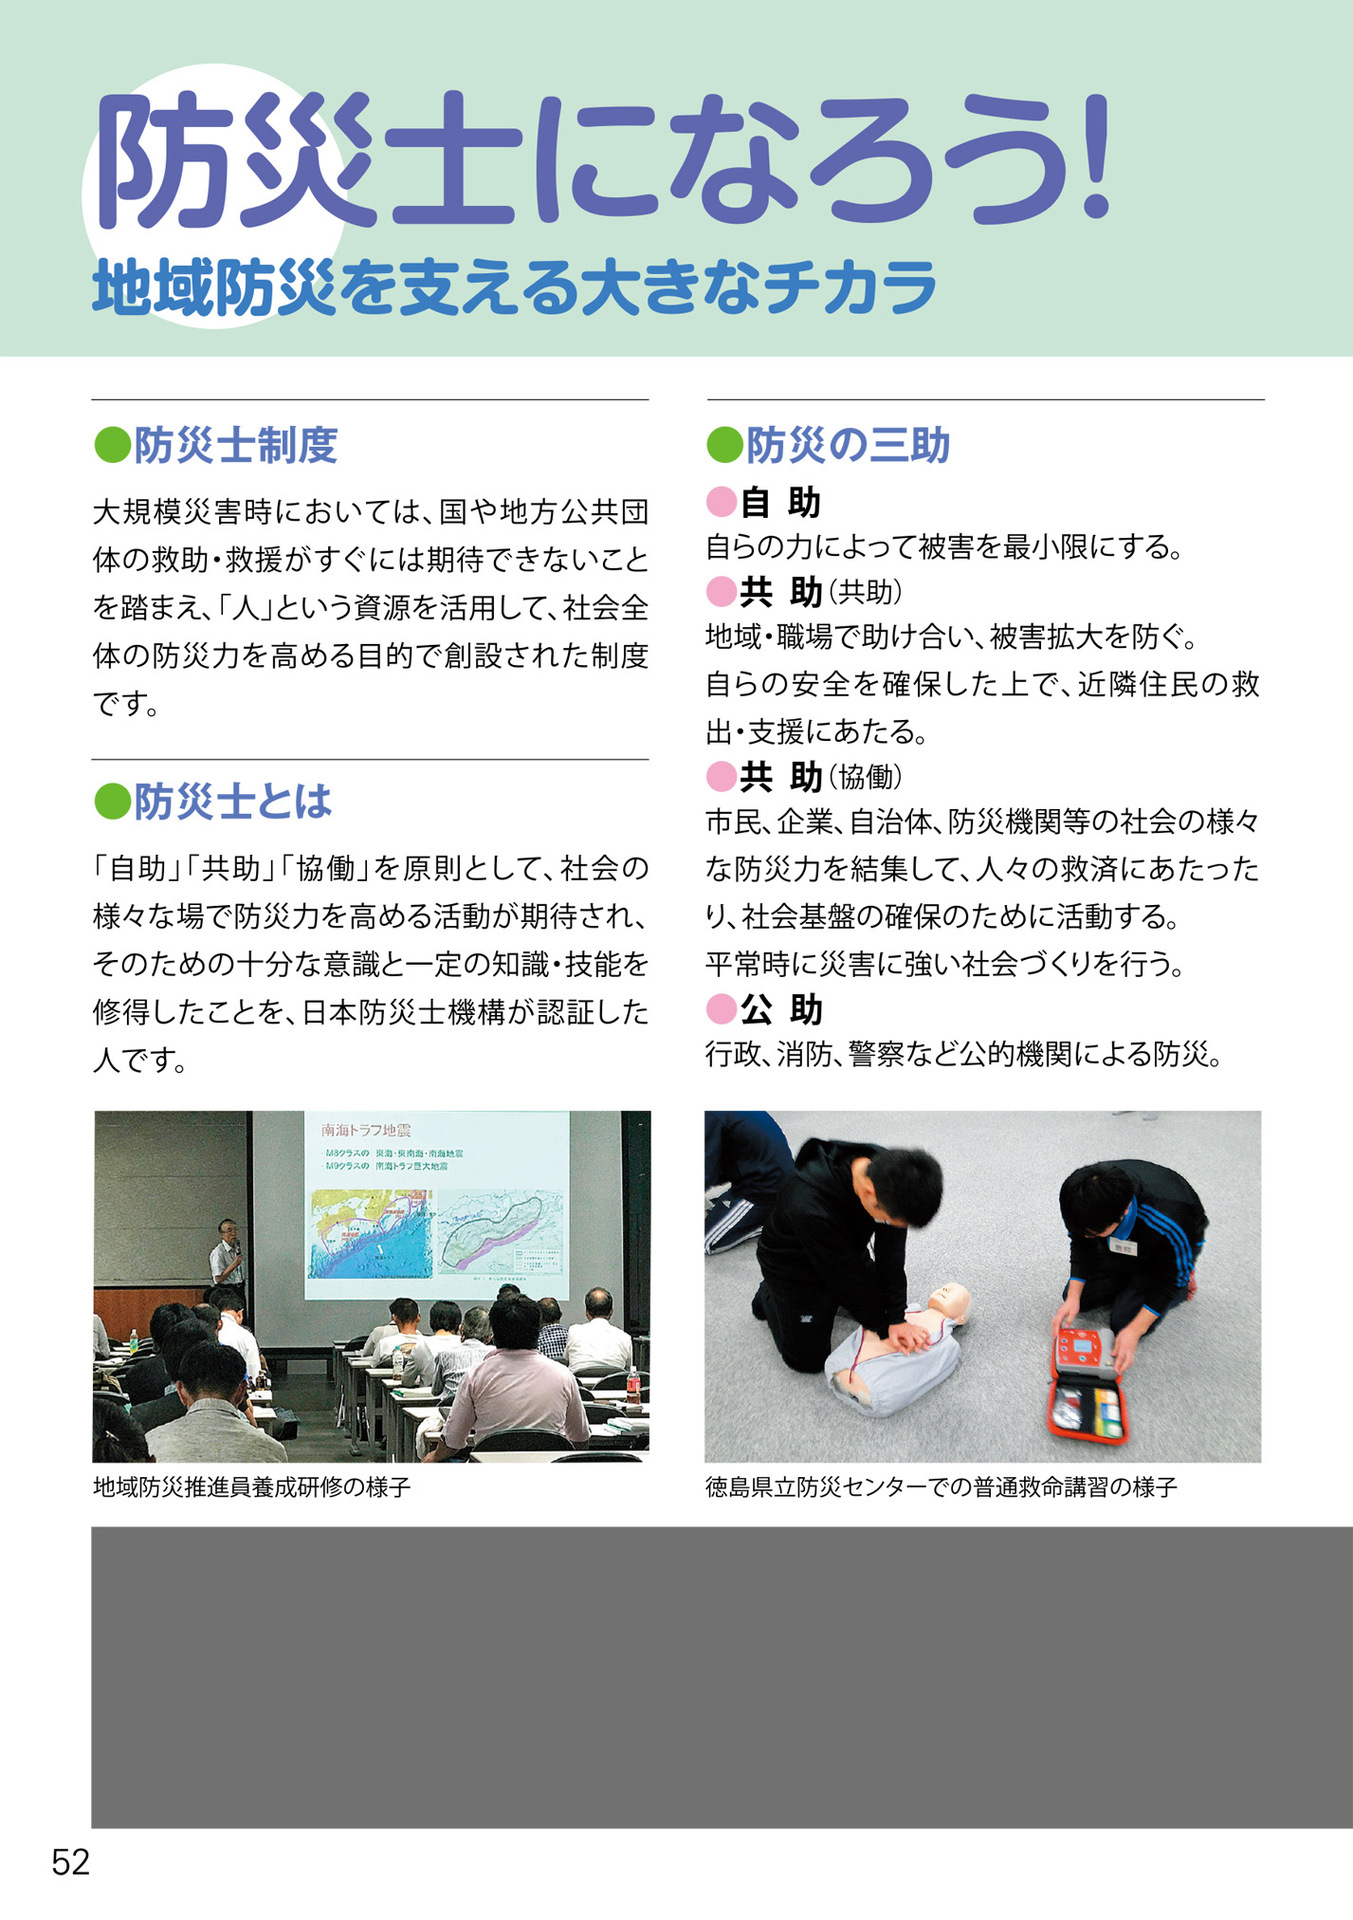 防災士になろう!
地域防災を支える大きなチカラ
●防災士制度
大規模災害時においては、国や地方公共団
体の救助・救援がすぐには期待できないこと
を踏まえ、「人」という資源を活用して、社会全
体の防災力を高める目的で創設された制度
です。
●防災士とは
「自助」「共助」「協働」を原則として、社会の
様々な場で防災力を高める活動が期待され、
そのための十分な意識と一定の知識・技能を
修得したことを、日本防災士機構が認証した
人です。
●防災の三助
●自 助
自らの力によって被害を最小限にする。
●共 助（共助）
地域・職場で助け合い、被害拡大を防ぐ。
自らの安全を確保した上で、近隣住民の救
出・支援にあたる。
●共 助（協働）
市民、企業、自治体、防災機関等の社会の様々
な防災力を結集して、人々の救済にあたった
り、社会基盤の確保のために活動する。
平常時に災害に強い社会づくりを行う。
●公 助
行政、消防、警察など公的機関による防災。
南海トラフ地震
・M8クラスの 東海・東南海・南海地震
・M9クラスの 南海トラフ巨大地震
地域防災推進員養成研修の様子
徳島県立防災センターでの普通救命講習の様子
52